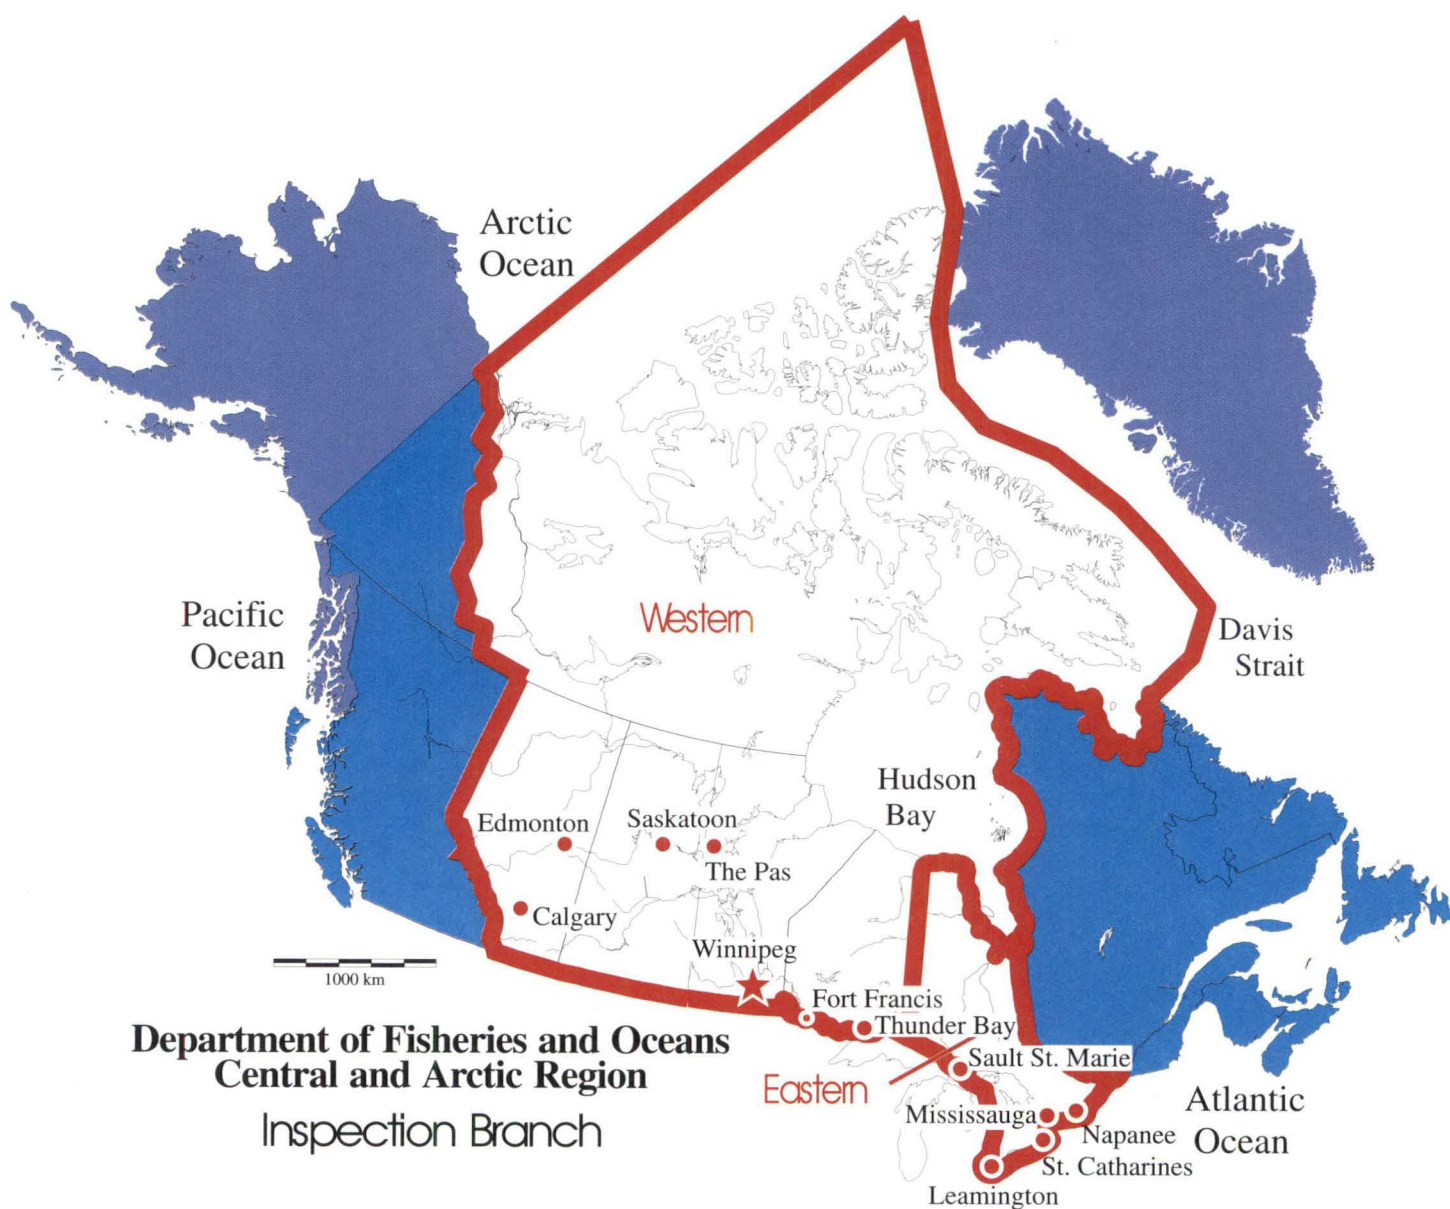 Arctic
Ocean
Pacific
Ocean
Western
Davis
Strait
Hudson
Bay
Edmonton
Saskatoon
The Pas
Calgary
Winnipeg
1000 km
Fort Francis
Thunder Bay
Sault St. Marie
Eastern
Mississauga
Napanee
St. Catharines
Leamington
Atlantic
Ocean
Department of Fisheries and Oceans
Central and Arctic Region
Inspection Branch